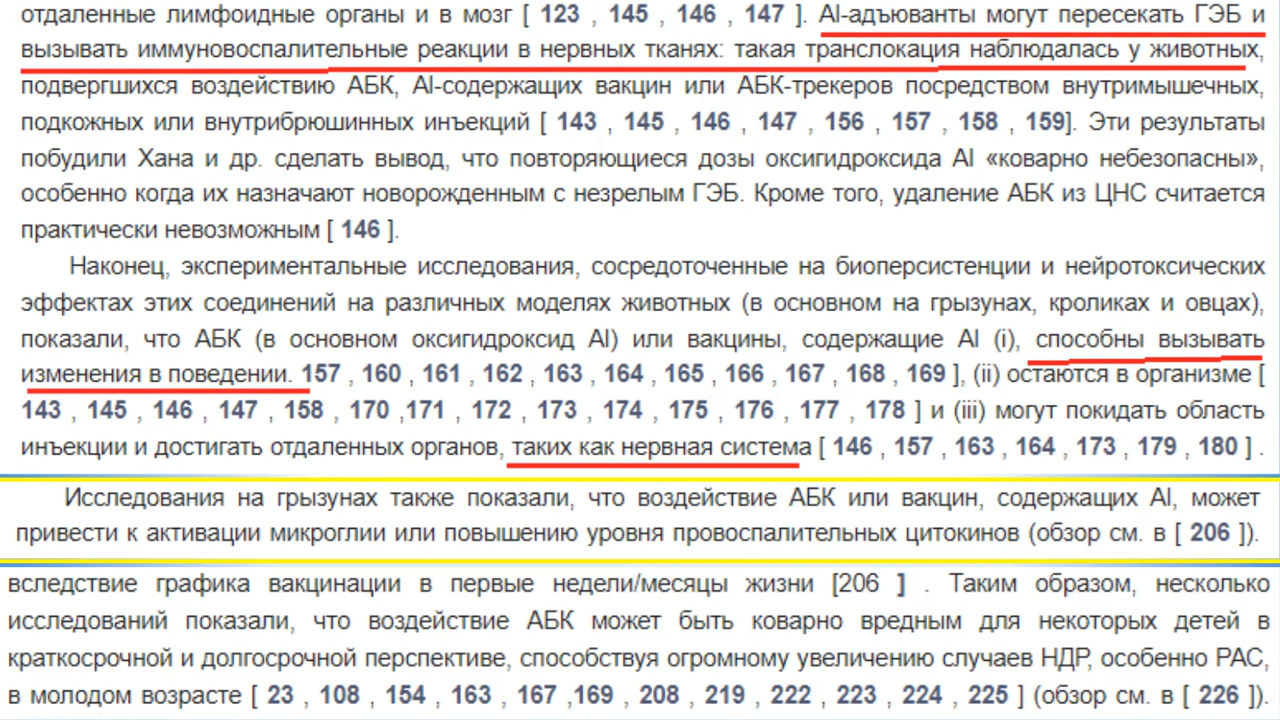 отдаленные лимфоидные органы и в мозг [ 123 , 145 , 146 , 147 ]. Al-адъюванты могут пересекать ГЭБ и
вызывать иммуновоспалительные реакции в нервных тканях: такая транслокация наблюдалась у животных,
подвергшихся воздействию АБК, Al-содержащих вакцин или АБК-трекеров посредством внутримышечных,
подкожных или внутрибрюшинных инъекций [ 143 , 145 , 146 , 147 , 156 , 157 , 158 , 159]. Эти результаты
побудили Хана и др. сделать вывод, что повторяющиеся дозы оксигидроксида Al «коварно небезопасны»,
особенно когда их назначают новорожденным с незрелым ГЭБ. Кроме того, удаление АБК из ЦНС считается
практически невозможным [ 146 ].
Наконец, экспериментальные исследования, сосредоточенные на биоперсистенции и нейротоксических
эффектах этих соединений на различных моделях животных (в основном на грызунах, кроликах и овцах),
показали, что АБК (в основном оксигидроксид Al) или вакцины, содержащие Al (i), способны вызывать
изменения в поведении. 157 , 160 , 161 , 162 , 163 , 164 , 165 , 166 , 167 , 168 , 169 ], (ii) остаются в организме [
143 , 145 , 146 , 147 , 158 , 170 ,171 , 172 , 173 , 174 , 175 , 176 , 177 , 178 ] и (iii) могут покидать область
инъекции и достигать отдаленных органов, таких как нервная система [ 146 , 157 , 163 , 164 , 173 , 179 , 180 ] .
Исследования на грызунах также показали, что воздействие АБК или вакцин, содержащих Al, может
привести к активации микроглии или повышению уровня провоспалительных цитокинов (обзор см. в [ 206 ]).
вследствие графика вакцинации в первые недели/месяцы жизни [206 ] . Таким образом, несколько
исследований показали, что воздействие АБК может быть коварно вредным для некоторых детей в
краткосрочной и долгосрочной перспективе, способствуя огромному увеличению случаев НДР, особенно РАС,
в молодом возрасте [ 23 , 108 , 154 , 163 , 167 ,169 , 208 , 219 , 222 , 223 , 224 , 225 ] (обзор см. в [ 226 ]).